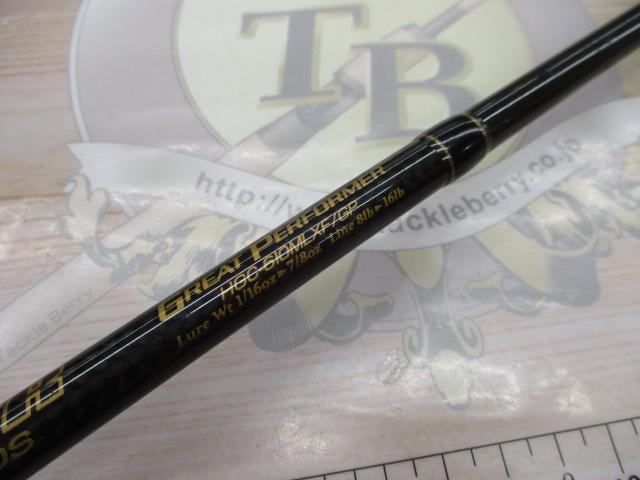 TB
http://www.tackleberry.co.jp
GREAT PERFORMER
HGC-610MLXF/GP
Lure Wt 1/16oz▶7/8oz Line 8lb▶16lb
Tackle Berry